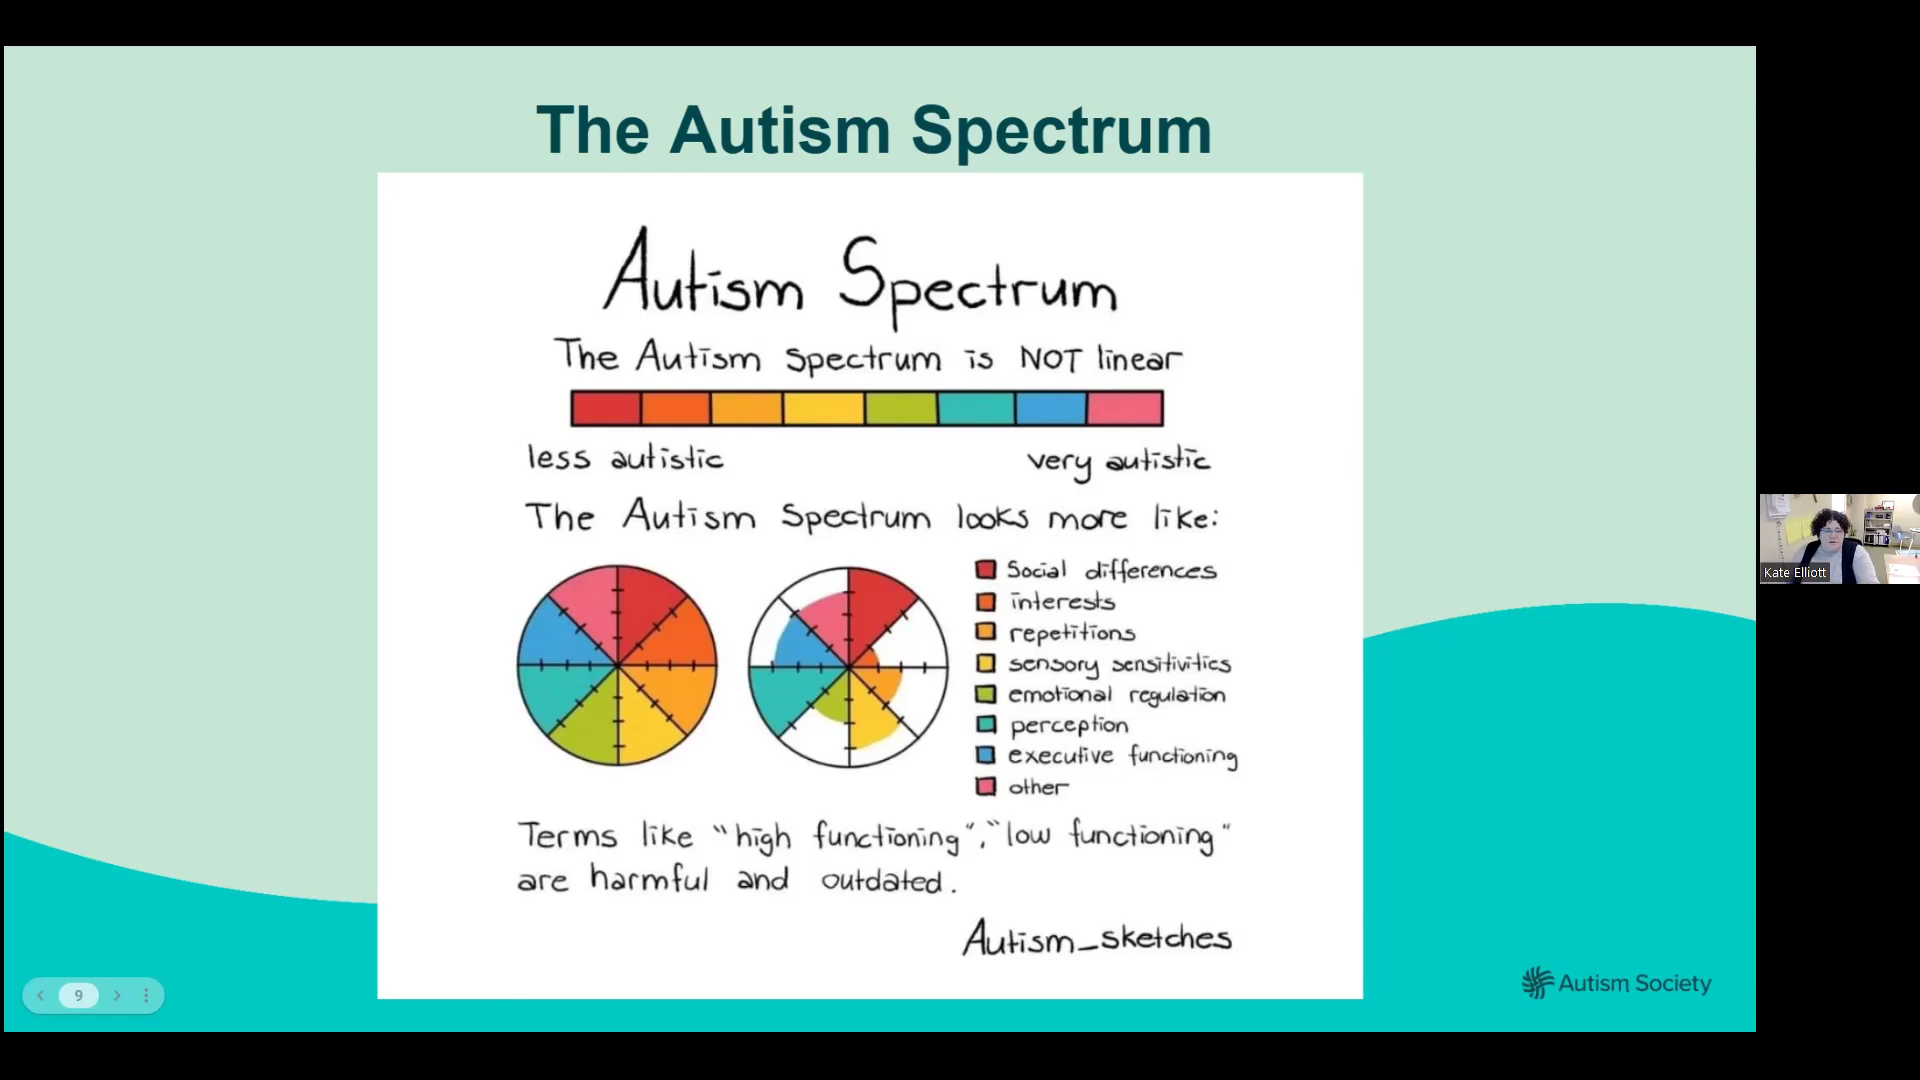 The Autism Spectrum
Autism Spectrum
The Autism Spectrum is NOT linear
less autistic
very autistic
The Autism Spectrum looks more like:
Social differences
interests
repetitions
sensory sensitivitics
emotional regulation
perception
executive functioning
other
Terms like "high functioning", "low functioning"
are harmful and outdated.
Autism_sketches
Autism Society
9
Kate Elliott